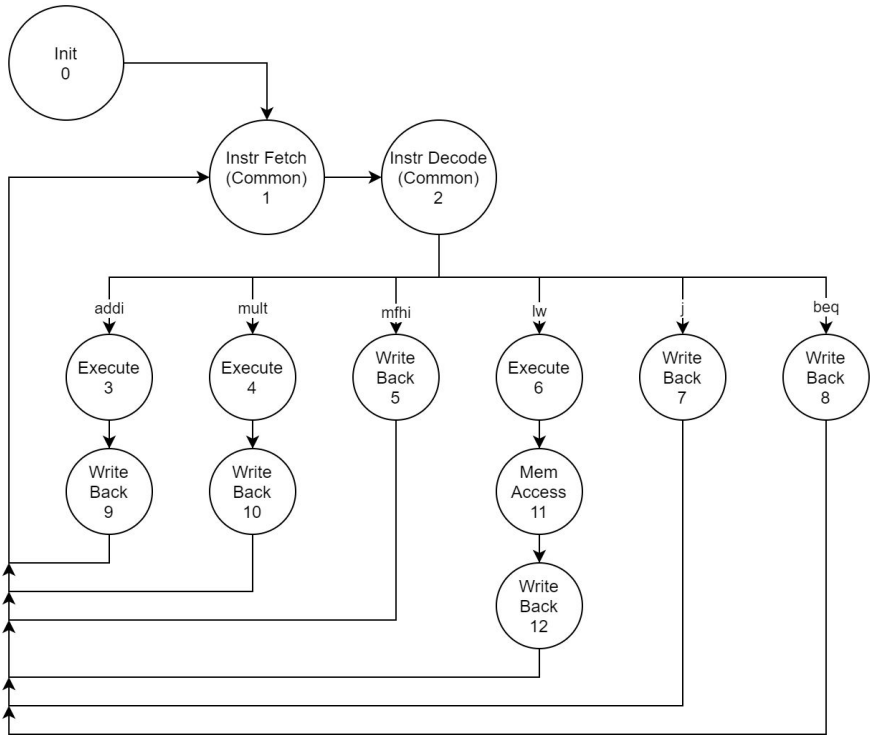 Init
0
Instr Fetch
(Common)
1
Instr Decode
(Common)
2
addi
mult
mfhi
lw
j
beq
Execute
3
Execute
4
Write
Back
5
Execute
6
Write
Back
7
Write
Back
8
Write
Back
9
Write
Back
10
Mem
Access
11
Write
Back
12